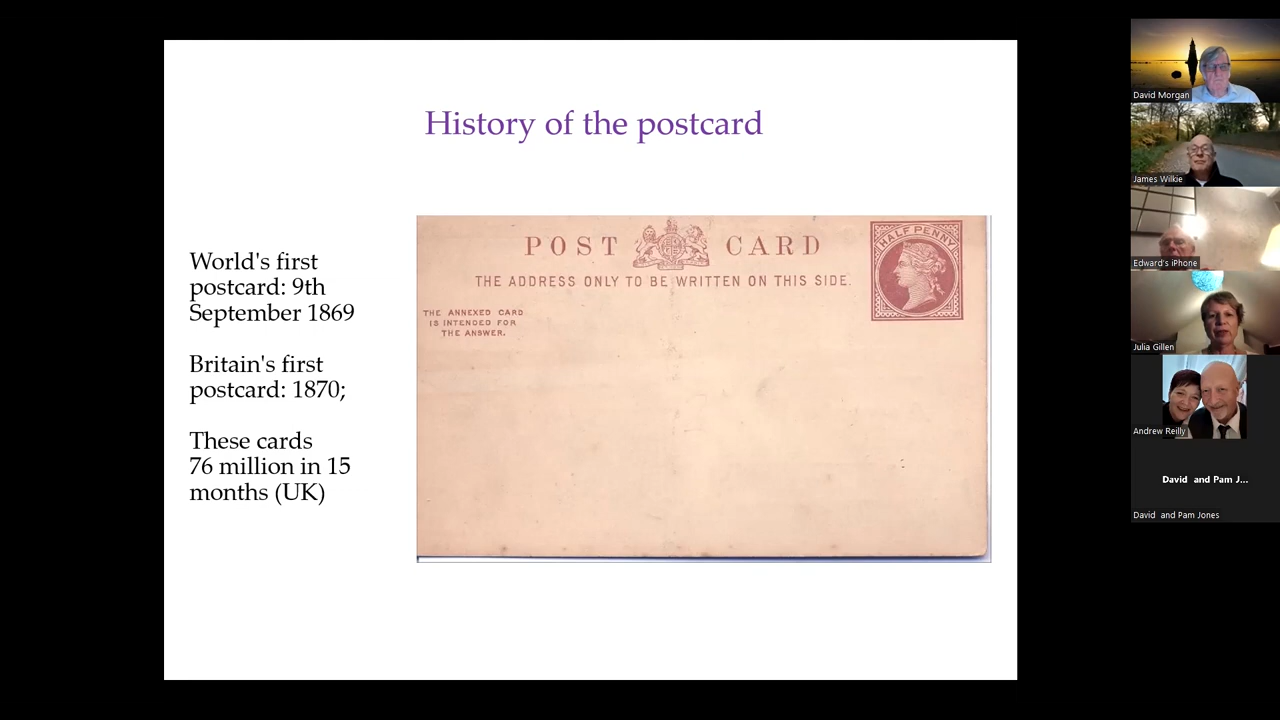 History of the postcard
World's first
postcard: 9th
September 1869
Britain's first
postcard: 1870;
These cards
76 million in 15
months (UK)
POST CARD
THE ADDRESS ONLY TO BE WRITTEN ON THIS SIDE.
HALF PENNY
THE ANNEXED CARD
IS INTENDED FOR
THE ANSWER.
David Morgan
James Wilkie
Edward's iPhone
Julia Gillen
Andrew Reilly
David and Pam J...
David and Pam Jones